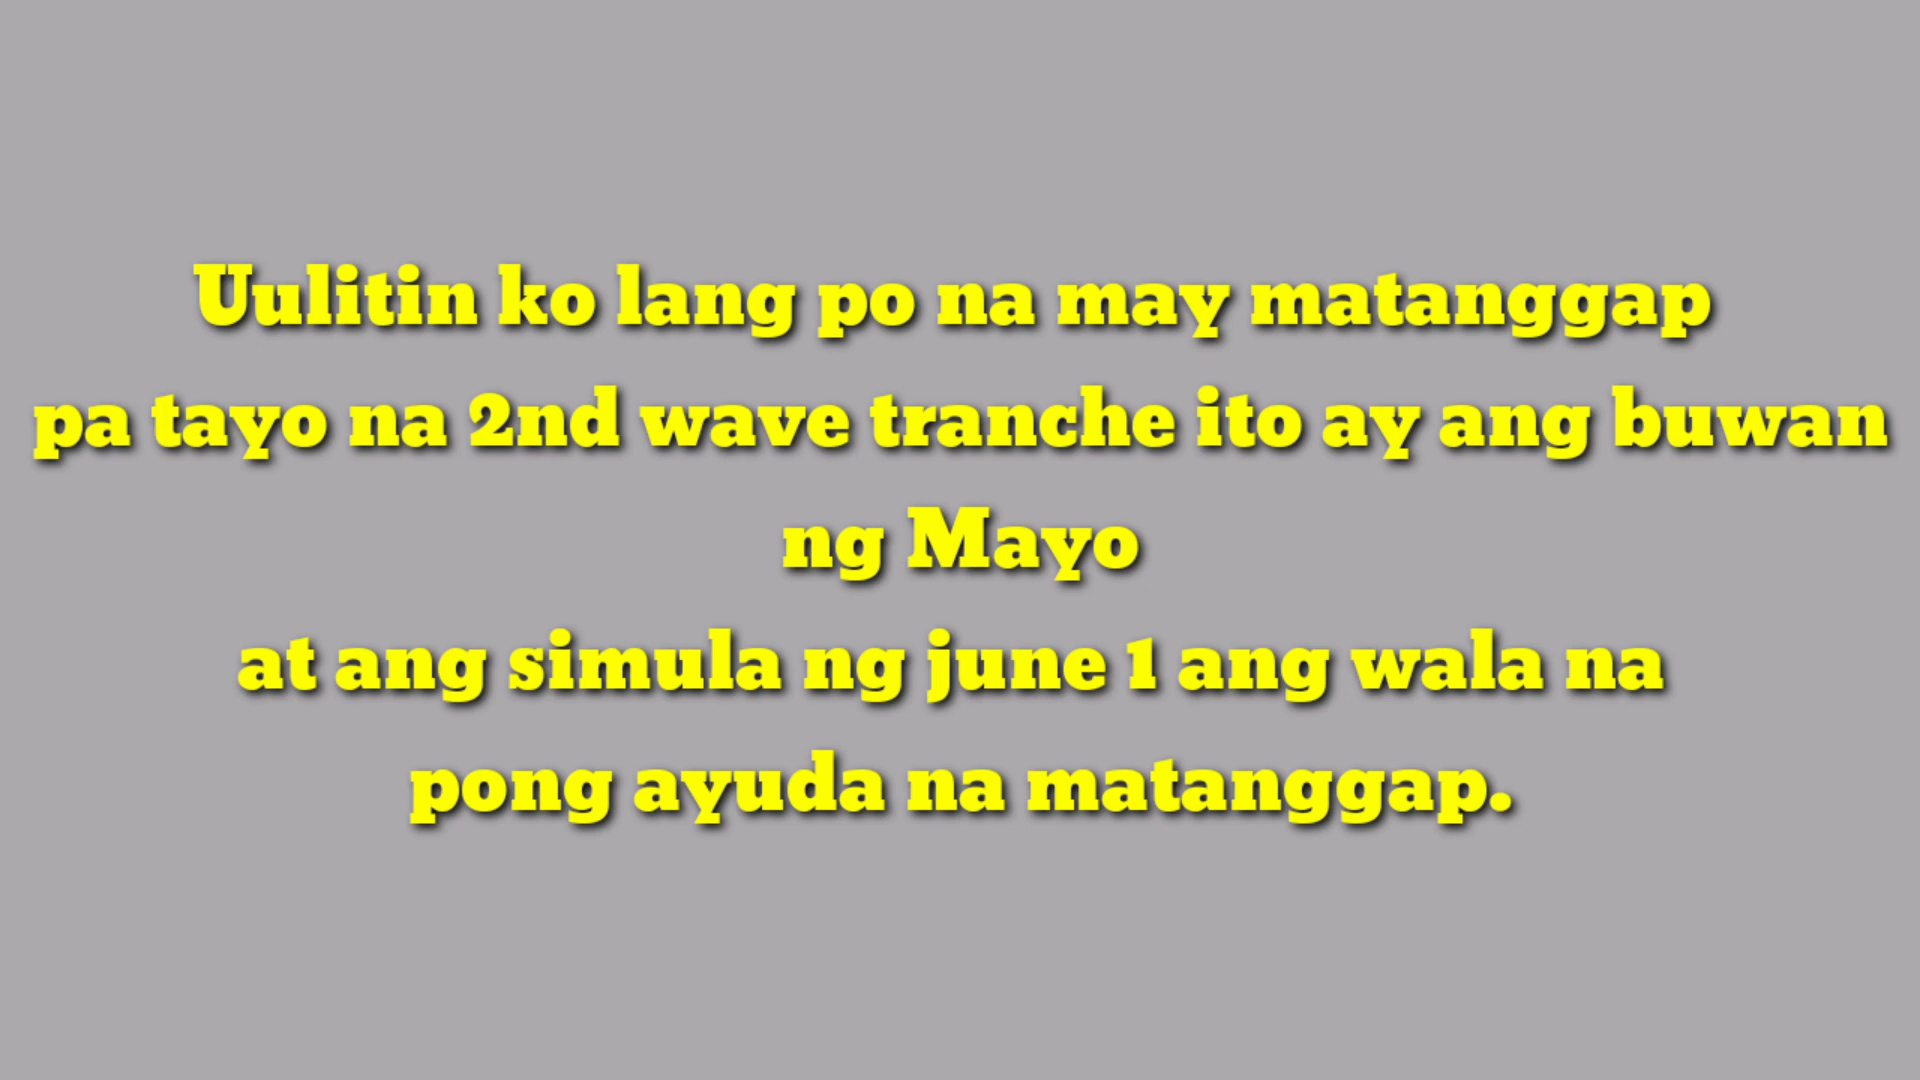 Uulitin ko lang po na may matanggap
pa tayo na 2nd wave tranche ito ay ang buwan
ng Mayo
at ang simula ng june 1 ang wala na
pong ayuda na matanggap.